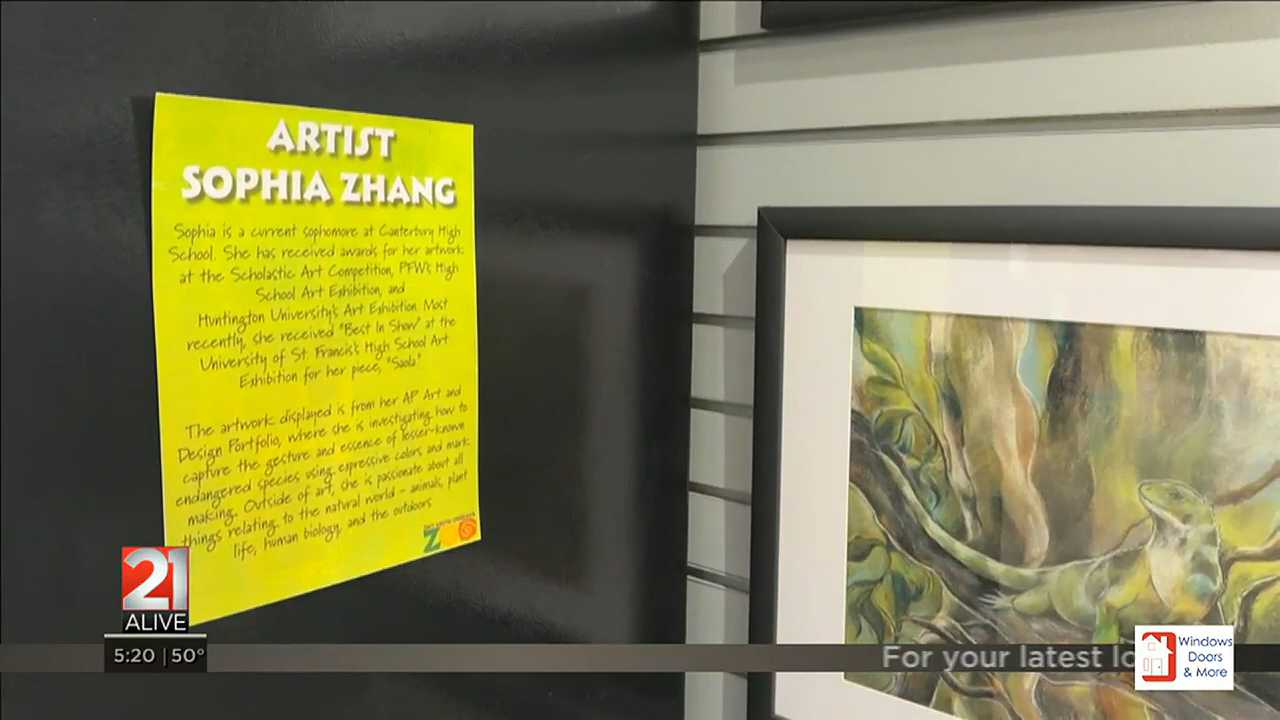 ARTIST
SOPHIA ZHANG
Sophia is a current sophomore at Canterbury High
School. She has received awards for her artwork
at the Scholastic Art Competition, PFW's High
School Art Exhibition, and
Huntington University's Art Exhibition. Most
recently, she received "Best In Show" at the
University of St. Francis's High School Art
Exhibition for her piece, "Saola"
The artwork displayed is from her AP Art and
Design Portfolio, where she is investigating how to
capture the gesture and essence of lesser-known
endangered species using expressive colors and mark
making. Outside of art, she is passionate about all
things relating to the natural world - animals, plant
life, human biology, and the outdoors.
fort wayne children's
ZOO
21
ALIVE
5:20 | 50°
For your latest lo
Windows
Doors
& More